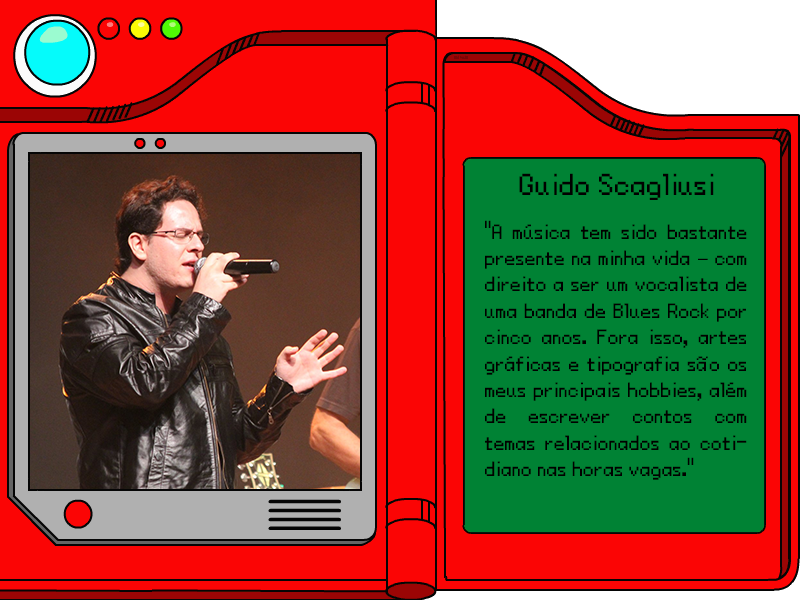 Guido Scagliusi
"A música tem sido bastante
presente na minha vida - com
direito a ser um vocalista de
uma banda de Blues Rock por
cinco anos. Fora isso, artes
gráficas e tipografia são os
meus principais hobbies, além
de escrever contos com
temas relacionados ao coti-
diano nas horas vagas."